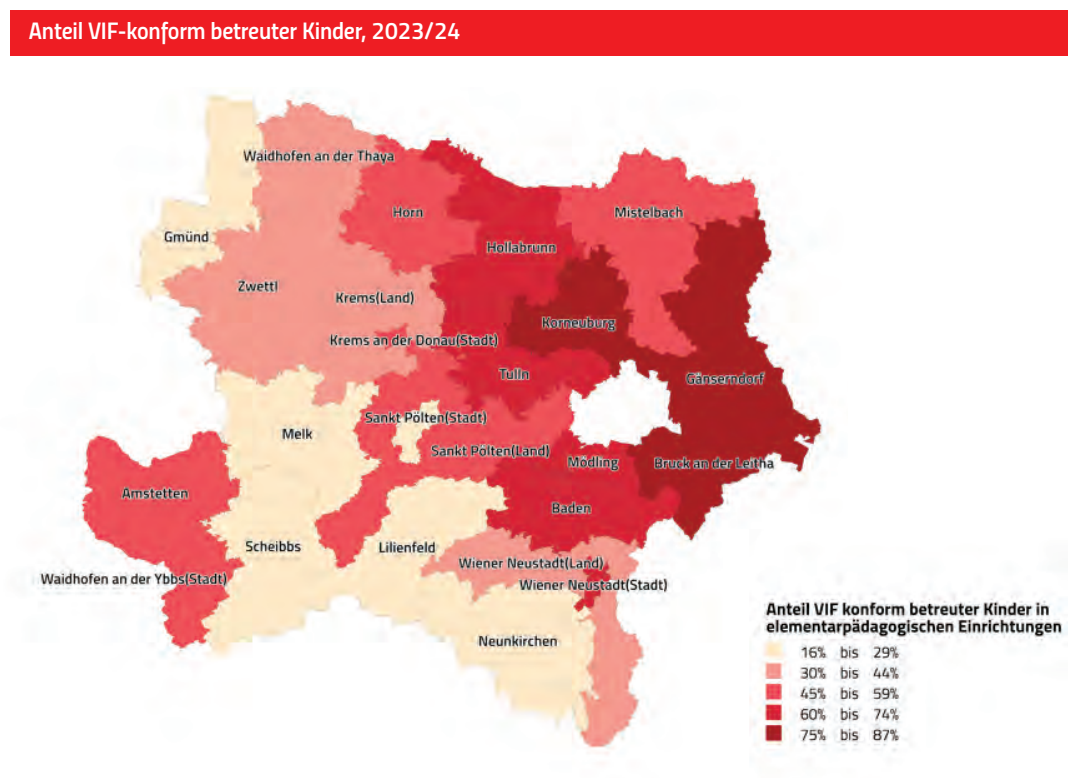 Anteil VIF-konform betreuter Kinder, 2023/24
Waidhofen an der Thaya
Horn
Mistelbach
Gmünd
Hollabrunn
Zwettl
Krems(Land)
Korneuburg
Krems an der Donau(Stadt)
Tulln
Gänserndorf
Sankt Pölten(Stadt)
Melk
Sankt Pölten(Land)
Mödling
Bruck an der Leitha
Amstetten
Baden
Scheibbs
Lilienfeld
Wiener Neustadt(Land)
Waidhofen an der Ybbs(Stadt)
Wiener Neustadt(Stadt)
Neunkirchen
Anteil VIF konform betreuter Kinder in
elementarpädagogischen Einrichtungen
16% bis 29%
30% bis 44%
45% bis 59%
60% bis 74%
75% bis 87%